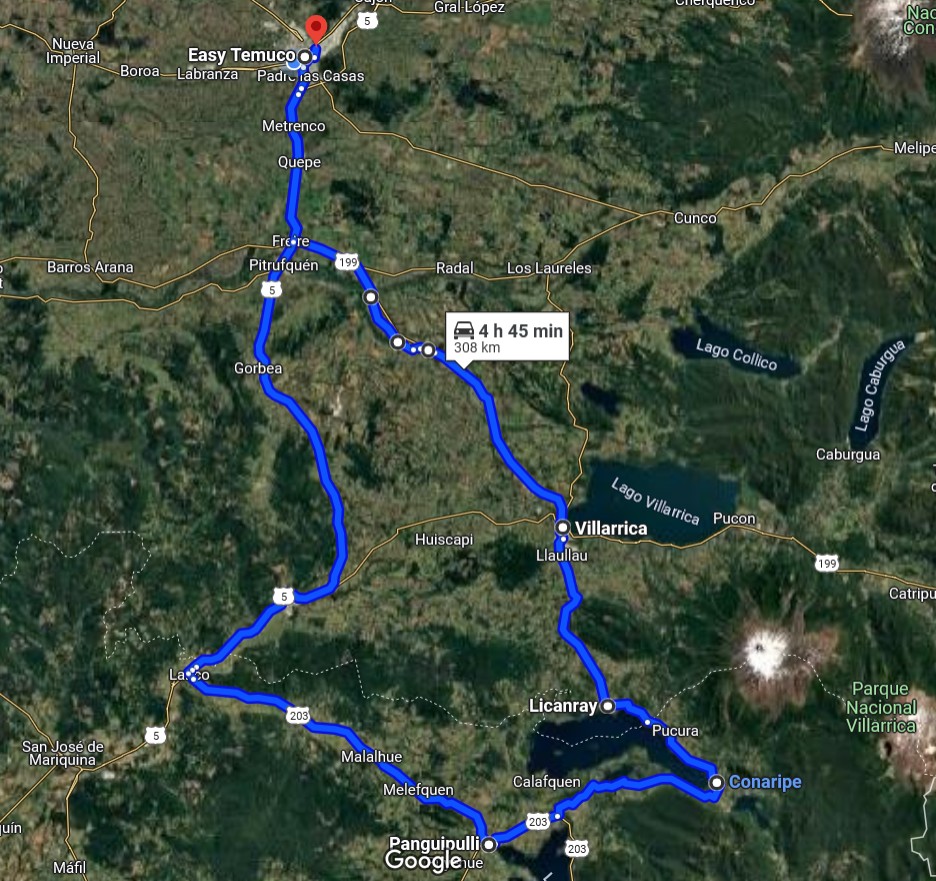 Gral López
Cherquenco
5
Nueva
Imperial
Easy Temuco
Boroa
Labranza
Padre las Casas
Metrenco
Quepe
Melipe
Cunco
Freire
Barros Arana
Pitrufquén
199
Radal
Los Laureles
5
4 h 45 min
308 km
Lago Collico
Lago Caburgua
Gorbea
Caburgua
Lago Villarrica
Pucon
Villarrica
Huiscapi
Llaullau
199
Catripu
5
Lanco
Licanray
Parque
Nacional
Villarrica
203
Pucura
5
San José de
Mariquina
Malalhue
Calafquen
Conaripe
Melefquen
203
quín
Panguipulli
Google
hue
203
Máfil